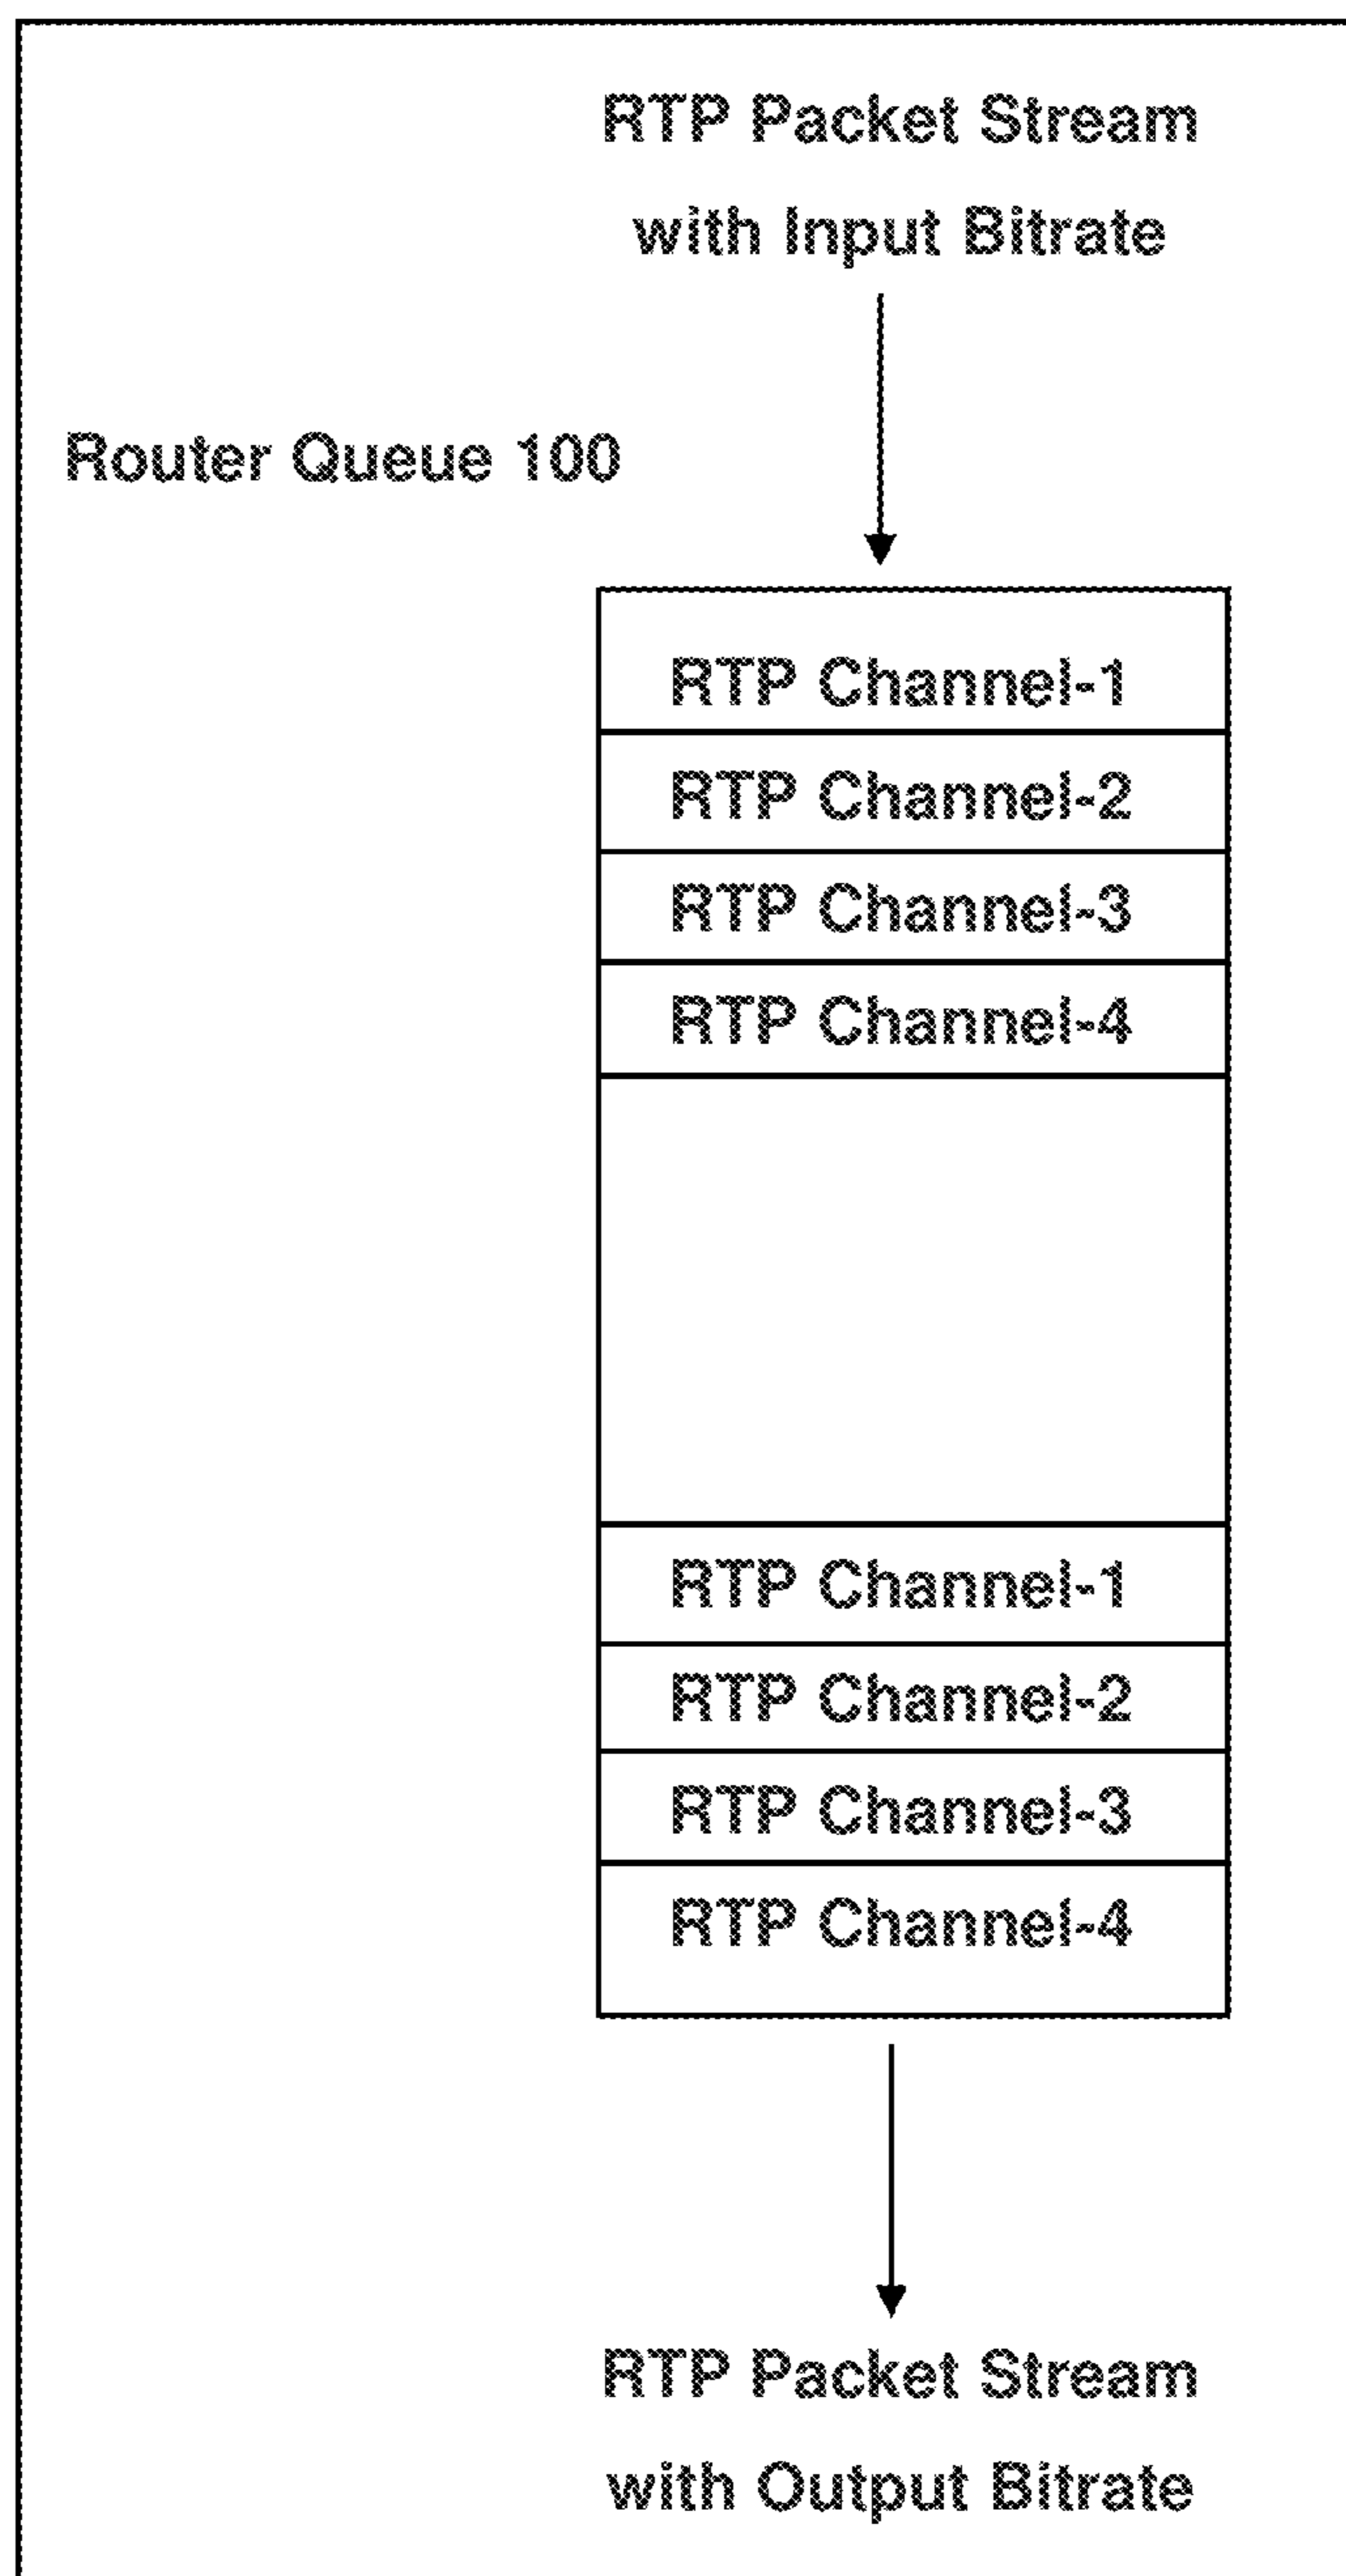 RTP Packet Stream
with Input Bitrate
Router Queue 100
RTP Channel-1
RTP Channel-2
RTP Channel-3
RTP Channel-4
RTP Channel-1
RTP Channel-2
RTP Channel-3
RTP Channel-4
RTP Packet Stream
with Output Bitrate